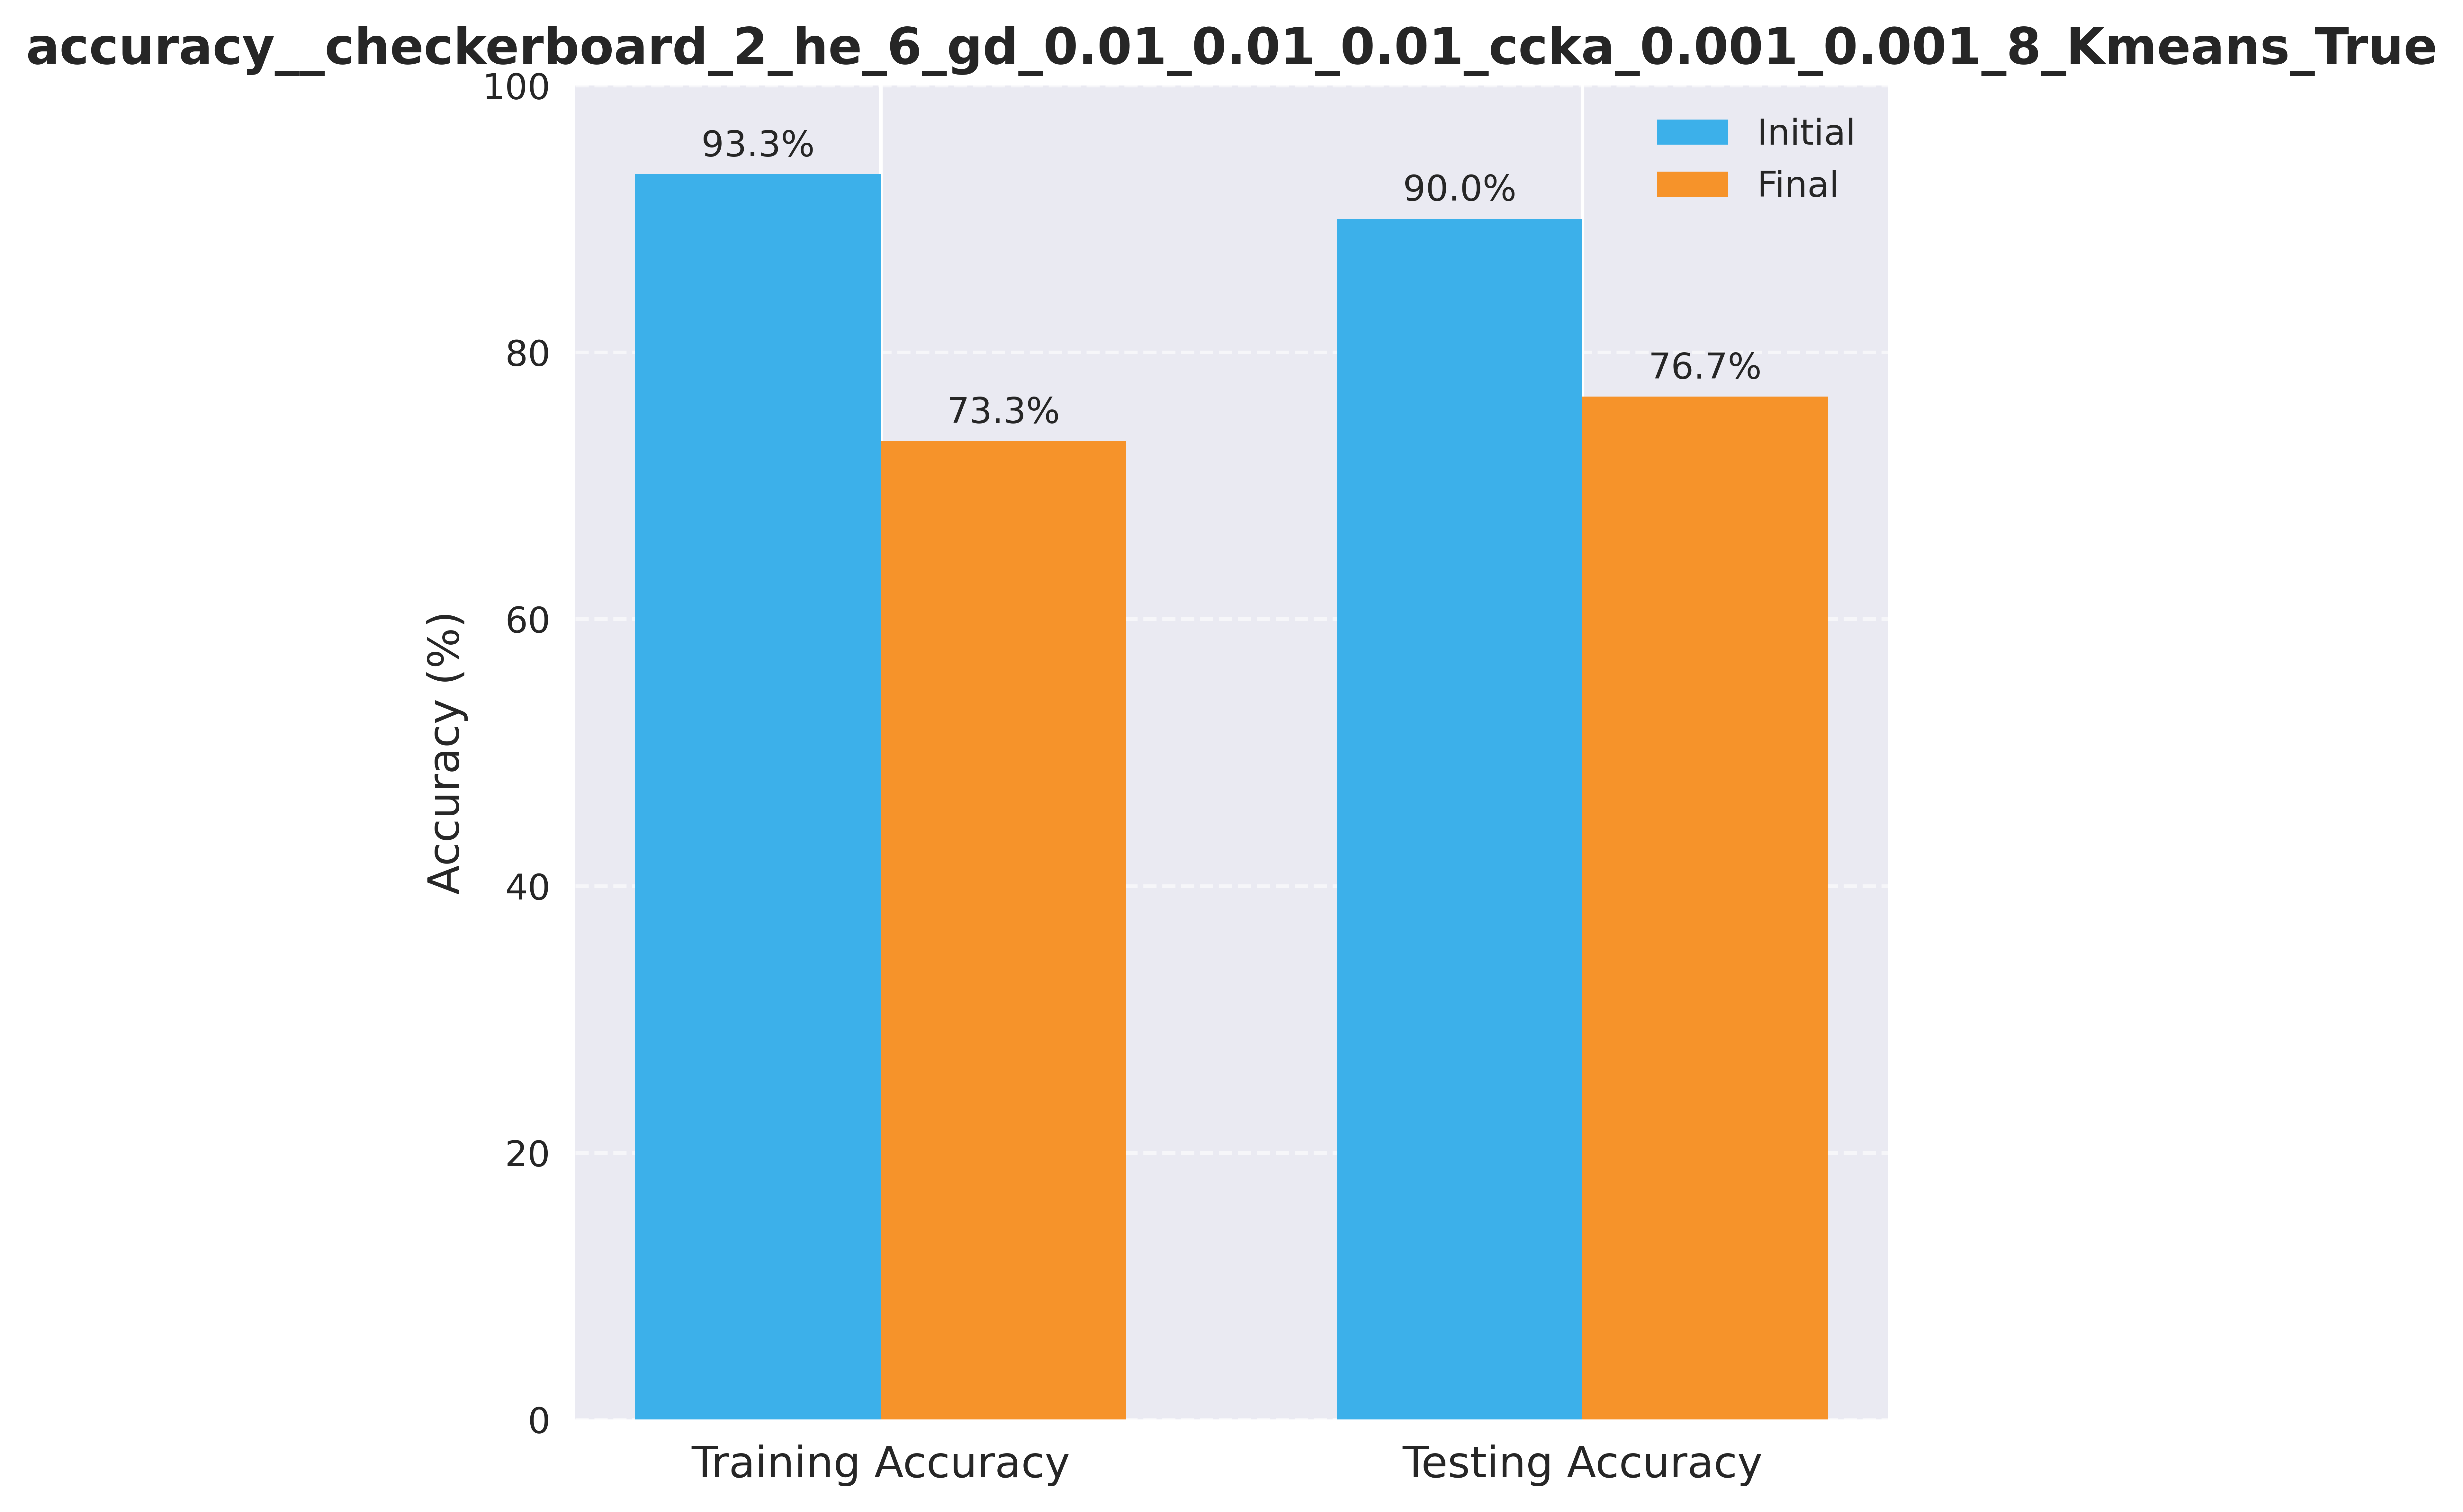 accuracy__checkerboard_2_he_6_gd_0.01_0.01_0.01_ccka_0.001_0.001_8_Kmeans_True
100
93.3%
Initial
Final
90.0%
80
76.7%
73.3%
60
Accuracy (%)
40
20
0
Training Accuracy
Testing Accuracy